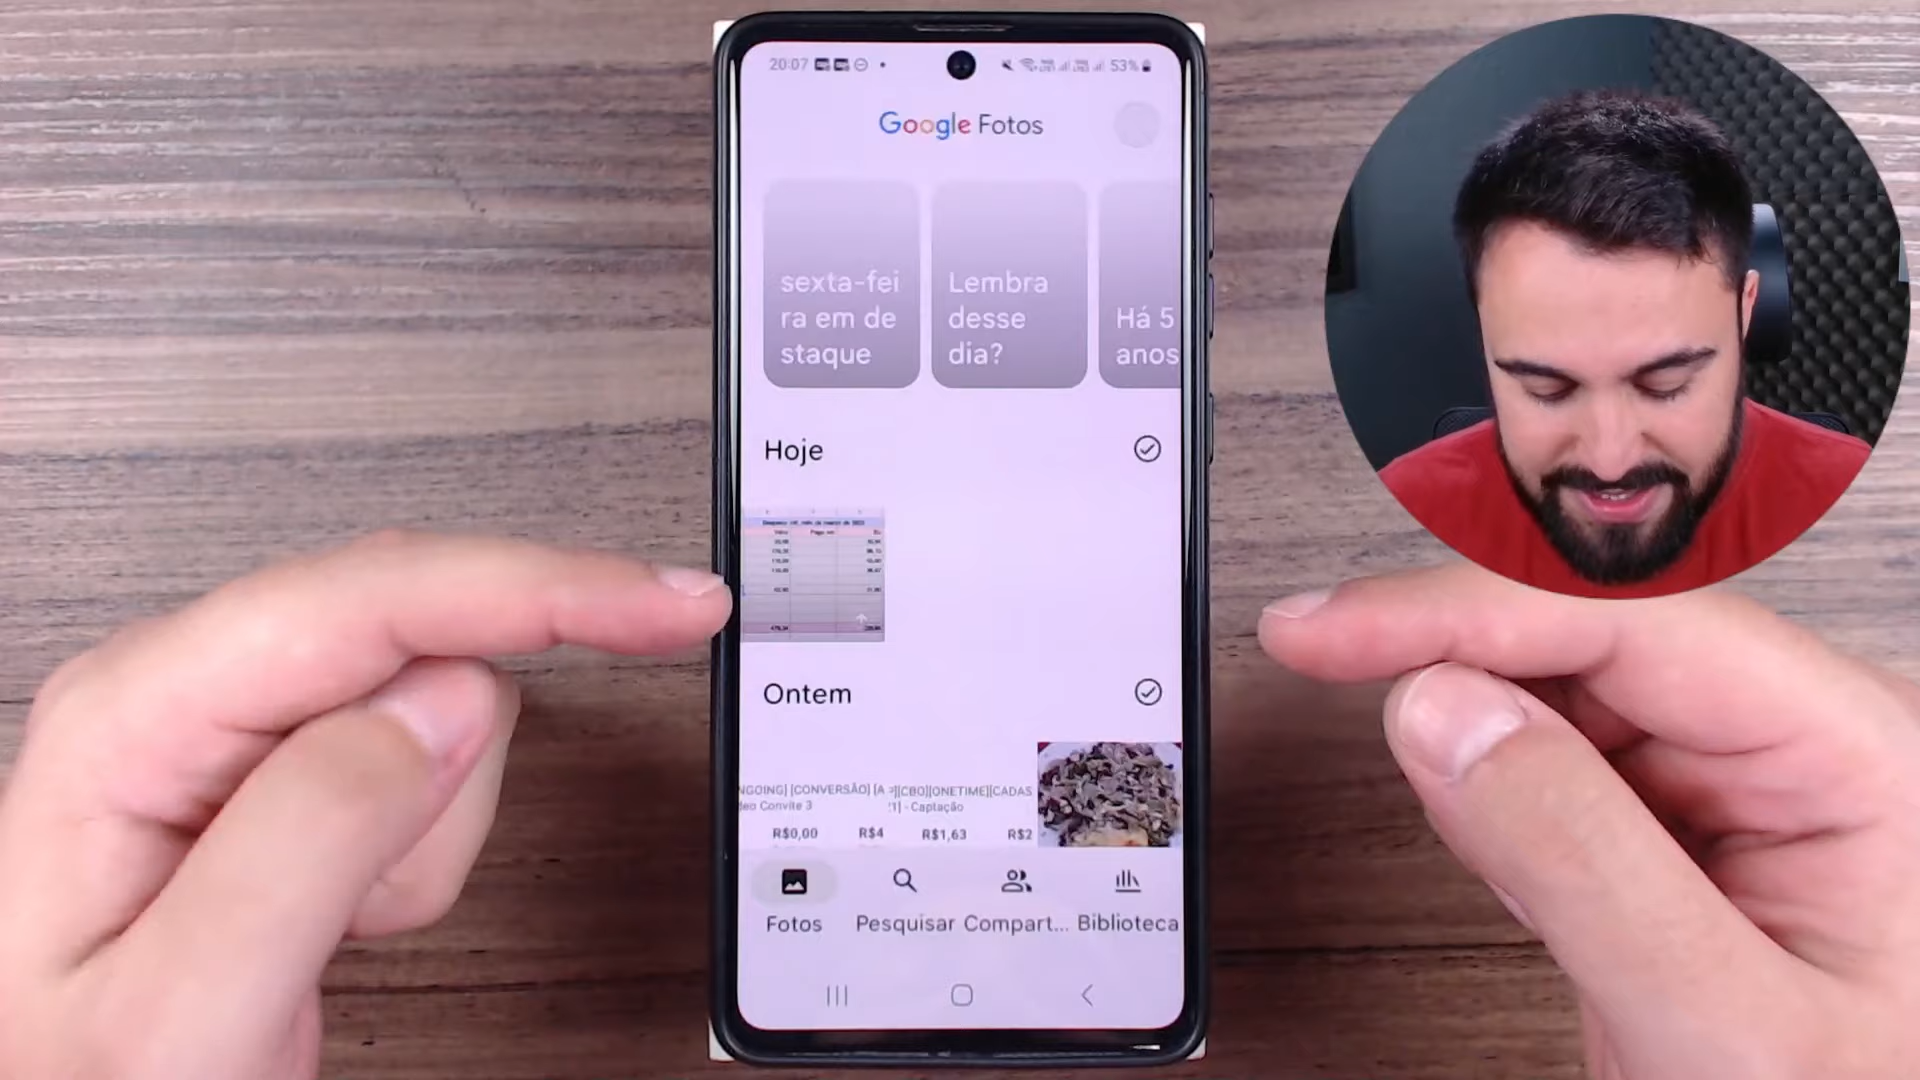 20:07
53%
Google Fotos
sexta-fei
ra em de
staque
Lembra
desse
dia?
Há 5
anos
Hoje
Ontem
NGOING] [CONVERSÃO] [A
deo Convite 3
R$0,00
R$4
][CBO][ONETIME][CADAS
1] - Captação
R$1,63
R$2
Fotos
Pesquisar
Compart...
Biblioteca